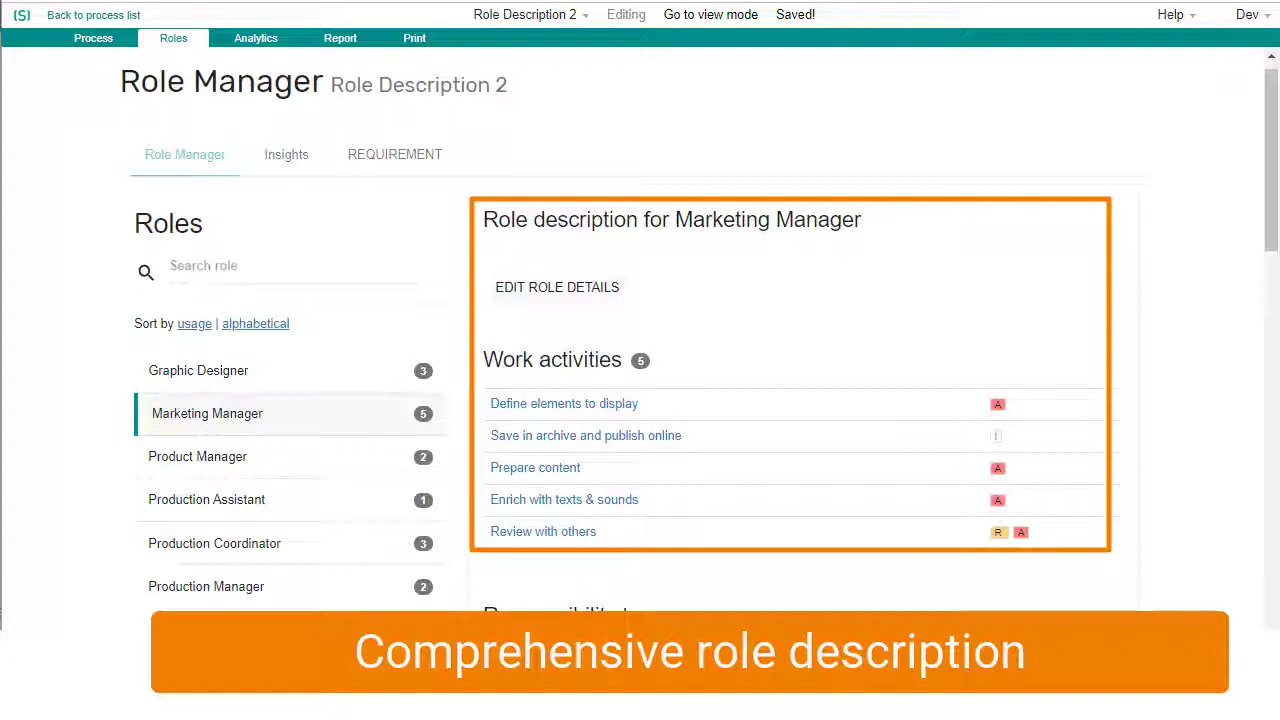 (S) Back to process list Role Description 2 Editing Go to view mode Saved! Help Dev
Process Roles Analytics Report Print
Role Manager Role Description 2
Role Manager Insights REQUIREMENT
Roles
Search role
Sort by usage | alphabetical
Graphic Designer 3
Marketing Manager 5
Product Manager 2
Production Assistant 1
Production Coordinator 3
Production Manager 2
Role description for Marketing Manager
EDIT ROLE DETAILS
Work activities 5
Define elements to display A
Save in archive and publish online I
Prepare content A
Enrich with texts & sounds A
Review with others R A
Comprehensive role description